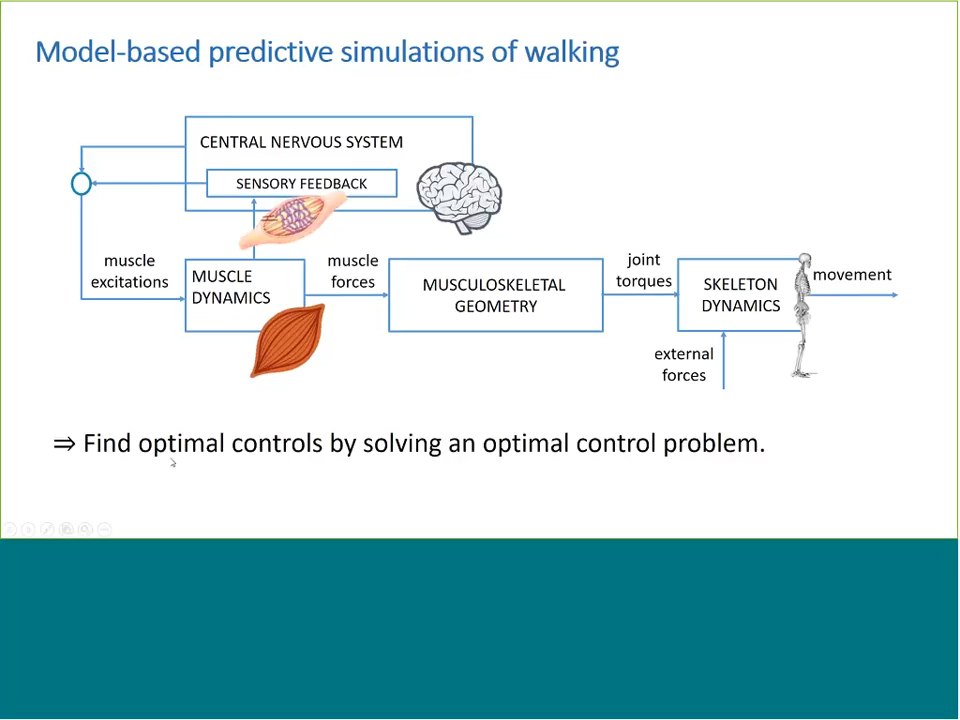 Model-based predictive simulations of walking
CENTRAL NERVOUS SYSTEM
SENSORY FEEDBACK
muscle
excitations
MUSCLE
DYNAMICS
muscle
forces
MUSCULOSKELETAL
GEOMETRY
joint
torques
SKELETON
DYNAMICS
movement
external
forces
⇒ Find optimal controls by solving an optimal control problem.